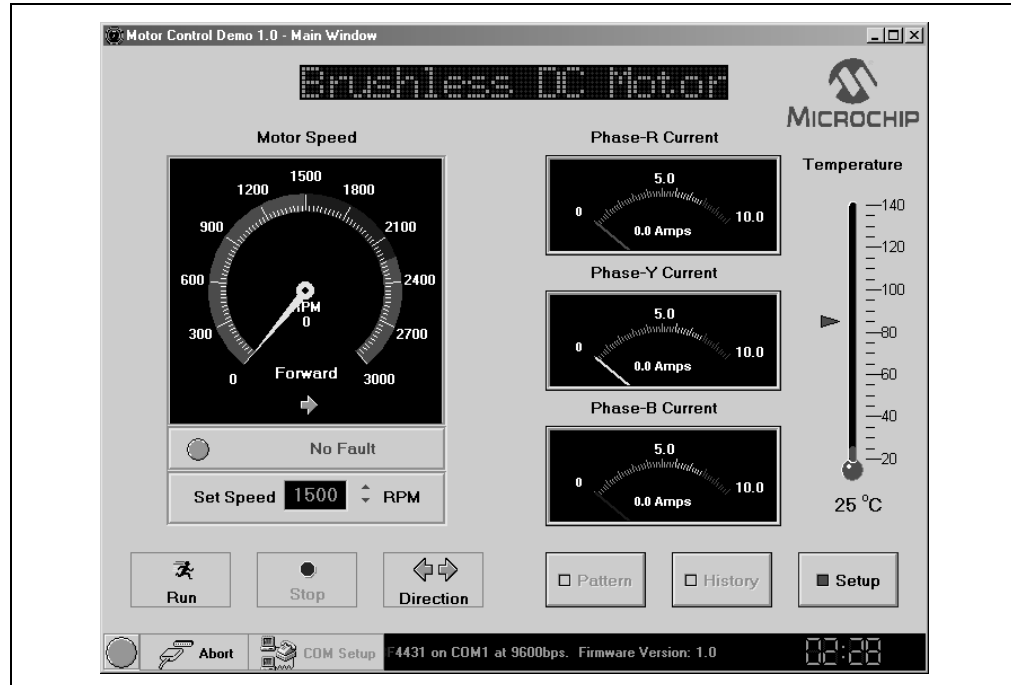 Motor Control Demo 1.0 - Main Window
Brushless DC Motor
MICROCHIP
Motor Speed
0
300
600
900
1200
1500
1800
2100
2400
2700
3000
RPM
0
Forward
No Fault
Set Speed 1500 RPM
Phase-R Current
0
5.0
10.0
0.0 Amps
Phase-Y Current
0
5.0
10.0
0.0 Amps
Phase-B Current
0
5.0
10.0
0.0 Amps
Temperature
140
120
100
80
60
40
20
25 °C
Run
Stop
Direction
Pattern
History
Setup
Abort
COM Setup
F4431 on COM1 at 9600bps. Firmware Version: 1.0
02:28